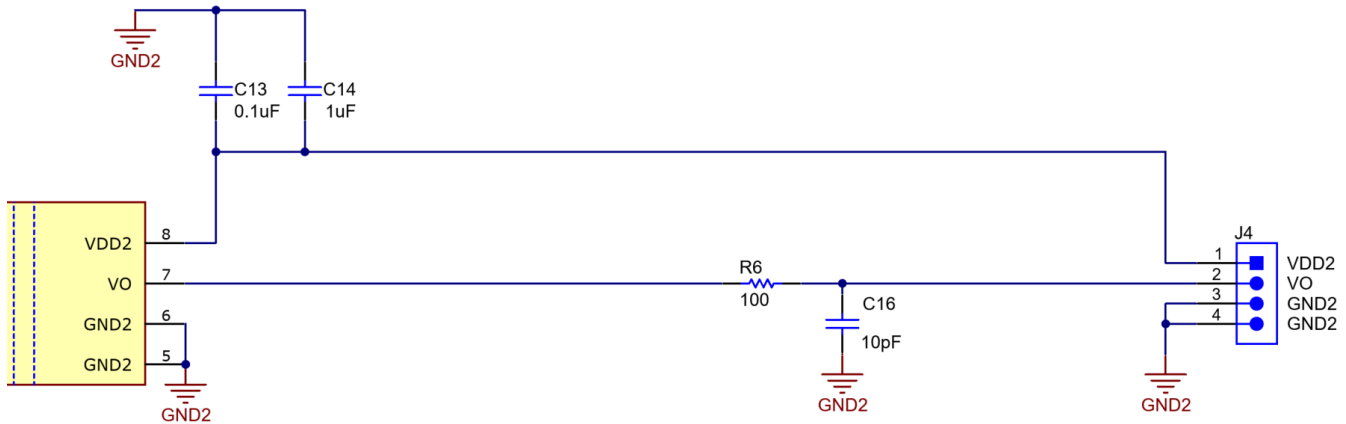 GND2
C13
0.1uF
C14
1uF
VDD2 8
VO 7
GND2 6
GND2 5
GND2
R6
100
C16
10pF
GND2
J4
1 VDD2
2 VO
3 GND2
4 GND2
GND2